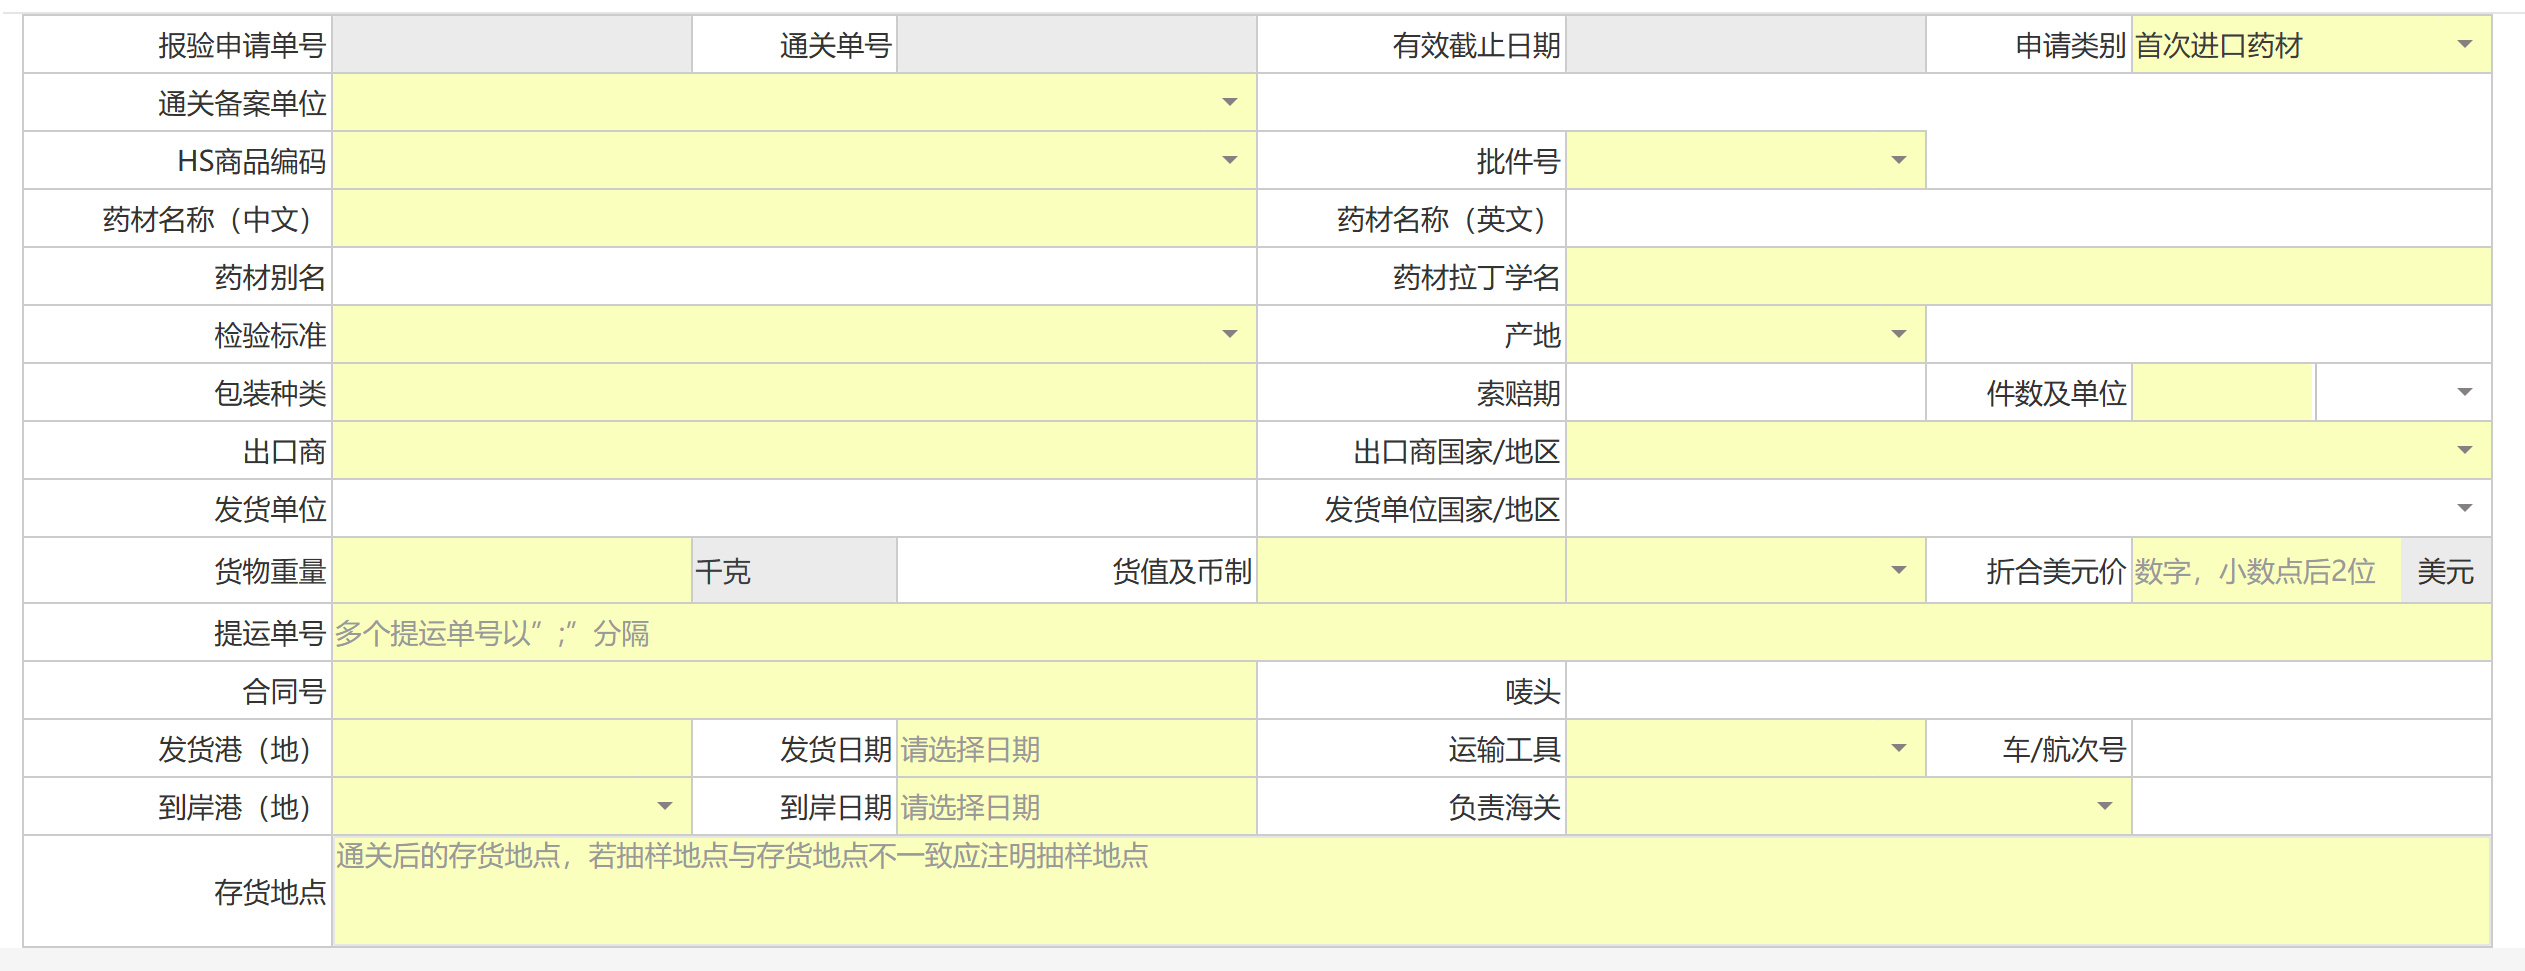 报验申请单号 通关单号 有效截止日期 申请类别 首次进口药材
通关备案单位
HS商品编码 批件号
药材名称（中文） 药材名称（英文）
药材别名 药材拉丁学名
检验标准 产地
包装种类 索赔期 件数及单位
出口商 出口商国家/地区
发货单位 发货单位国家/地区
货物重量 千克 货值及币制 折合美元价 数字，小数点后2位 美元
提运单号 多个提运单号以”;”分隔
合同号 唛头
发货港（地） 发货日期 请选择日期 运输工具 车/航次号
到岸港（地） 到岸日期 请选择日期 负责海关
存货地点 通关后的存货地点，若抽样地点与存货地点不一致应注明抽样地点